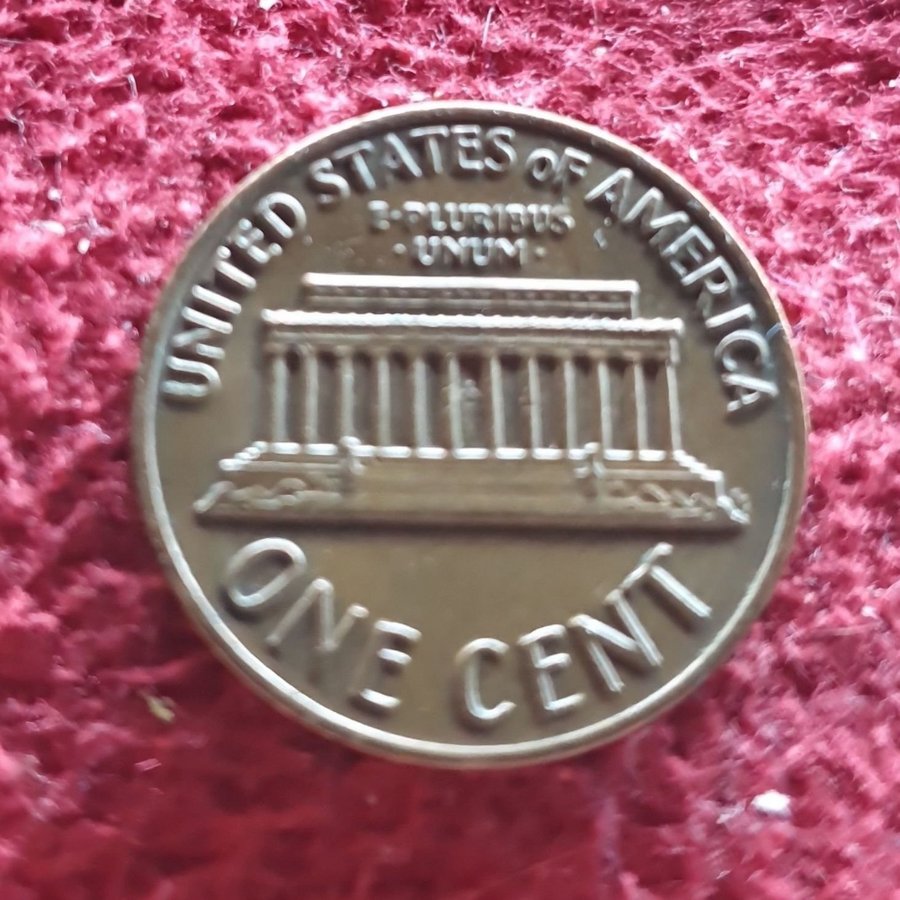 UNITED STATES OF AMERICA
E·PLURIBUS
·UNUM·
ONE CENT